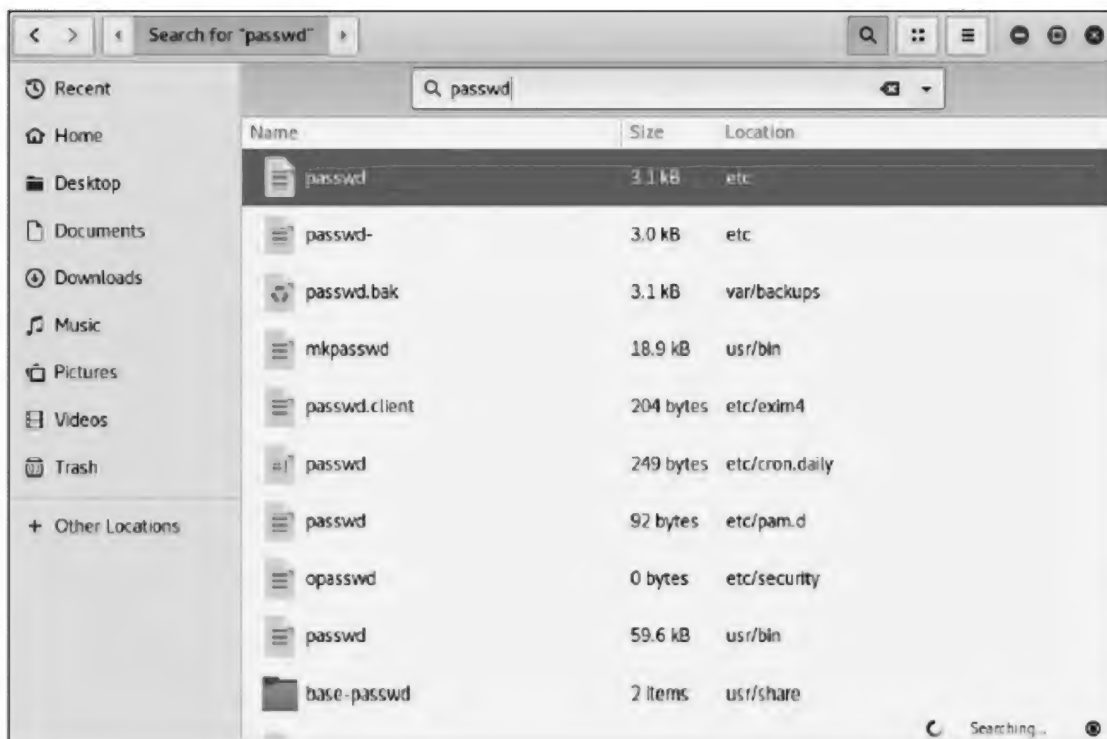 Search for "passwd"
passwd
Recent
Home
Desktop
Documents
Downloads
Music
Pictures
Videos
Trash
+ Other Locations
Name Size Location
passwd 3.1 kB etc
passwd- 3.0 kB etc
passwd.bak 3.1 kB var/backups
mkpasswd 18.9 kB usr/bin
passwd.client 204 bytes etc/exim4
passwd 249 bytes etc/cron.daily
passwd 92 bytes etc/pam.d
opasswd 0 bytes etc/security
passwd 59.6 kB usr/bin
base-passwd 2 items usr/share
Searching...